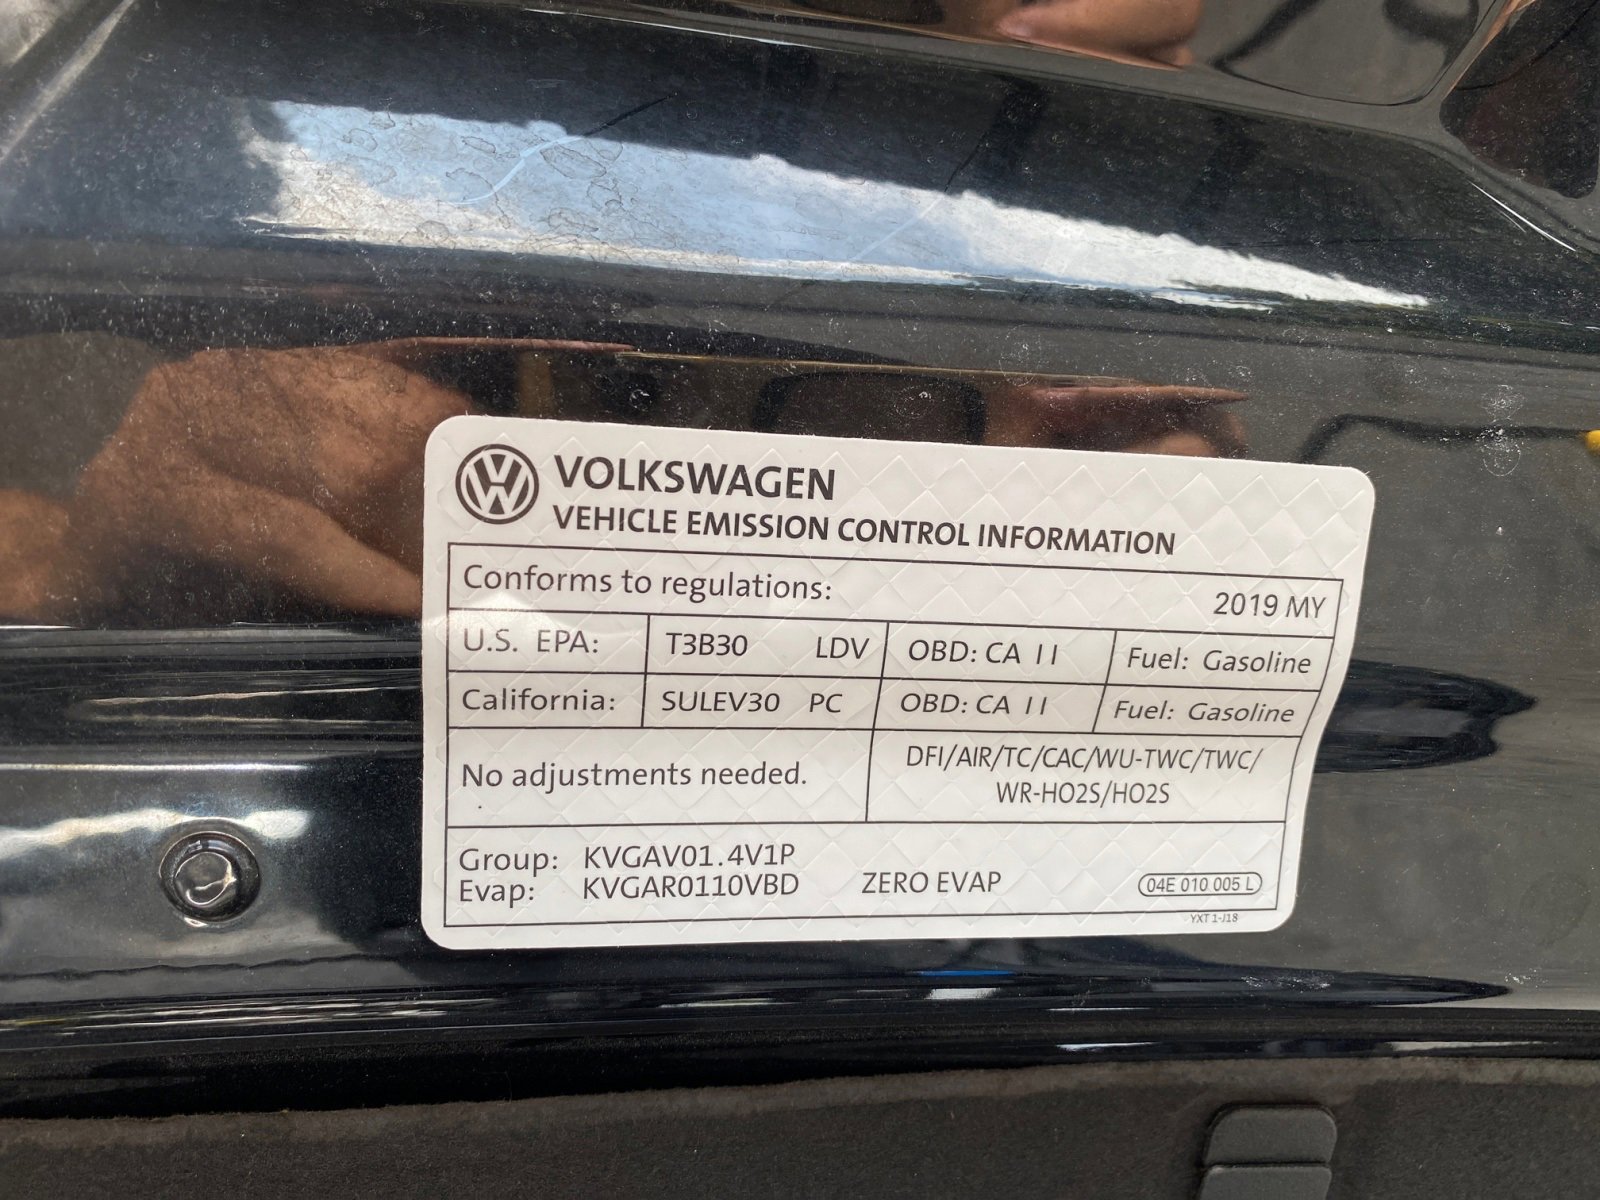 VOLKSWAGEN
VEHICLE EMISSION CONTROL INFORMATION
Conforms to regulations: 2019 MY
U.S. EPA: T3B30 LDV OBD: CA II Fuel: Gasoline
California: SULEV30 PC OBD: CA II Fuel: Gasoline
No adjustments needed. DFI/AIR/TC/CAC/WU-TWC/TWC/
WR-HO2S/HO2S
Group: KVGAV01.4V1P
Evap: KVGAR0110VBD ZERO EVAP 04E 010 005 L
YXT 1-J18